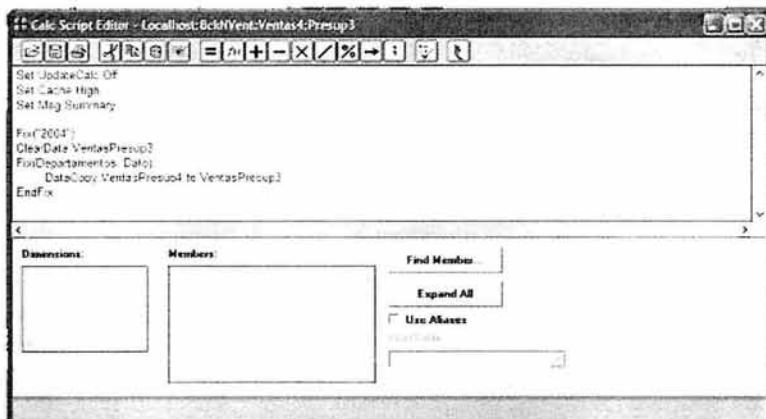 Calc Script Editor - Localhost:BckNVent:Ventas4:Presup3
Set UpdateCalc Off
Set Cache High
Set Msg Summary
Fix("2004")
ClearData VentasPresup3
Fix(Departamentos, Dato)
DataCopy VentasPresup4 to VentasPresup3
EndFix
Dimensions:
Members:
Find Member...
Expand All
Use Aliases